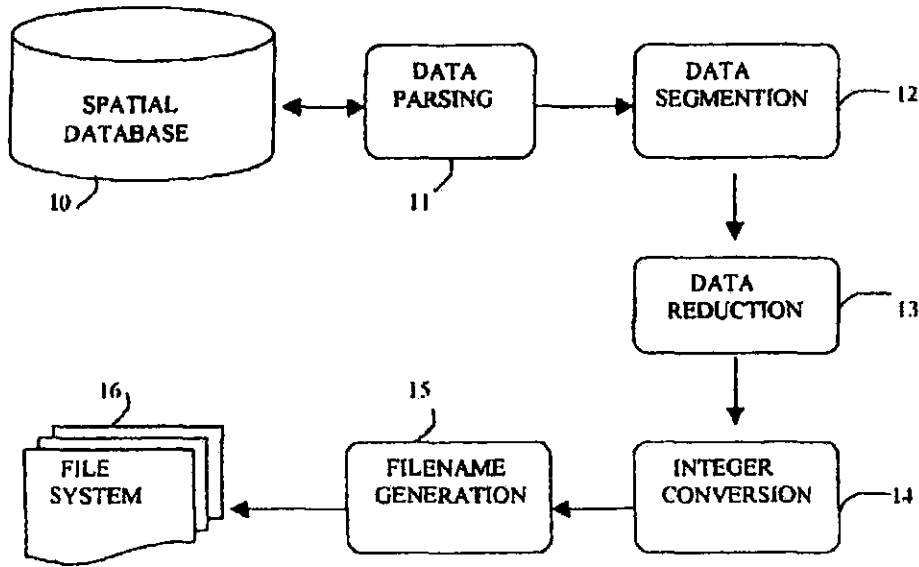 SPATIAL
DATABASE
10
DATA
PARSING
11
DATA
SEGMENTION
12
DATA
REDUCTION
13
INTEGER
CONVERSION
14
15
FILENAME
GENERATION
16
FILE
SYSTEM